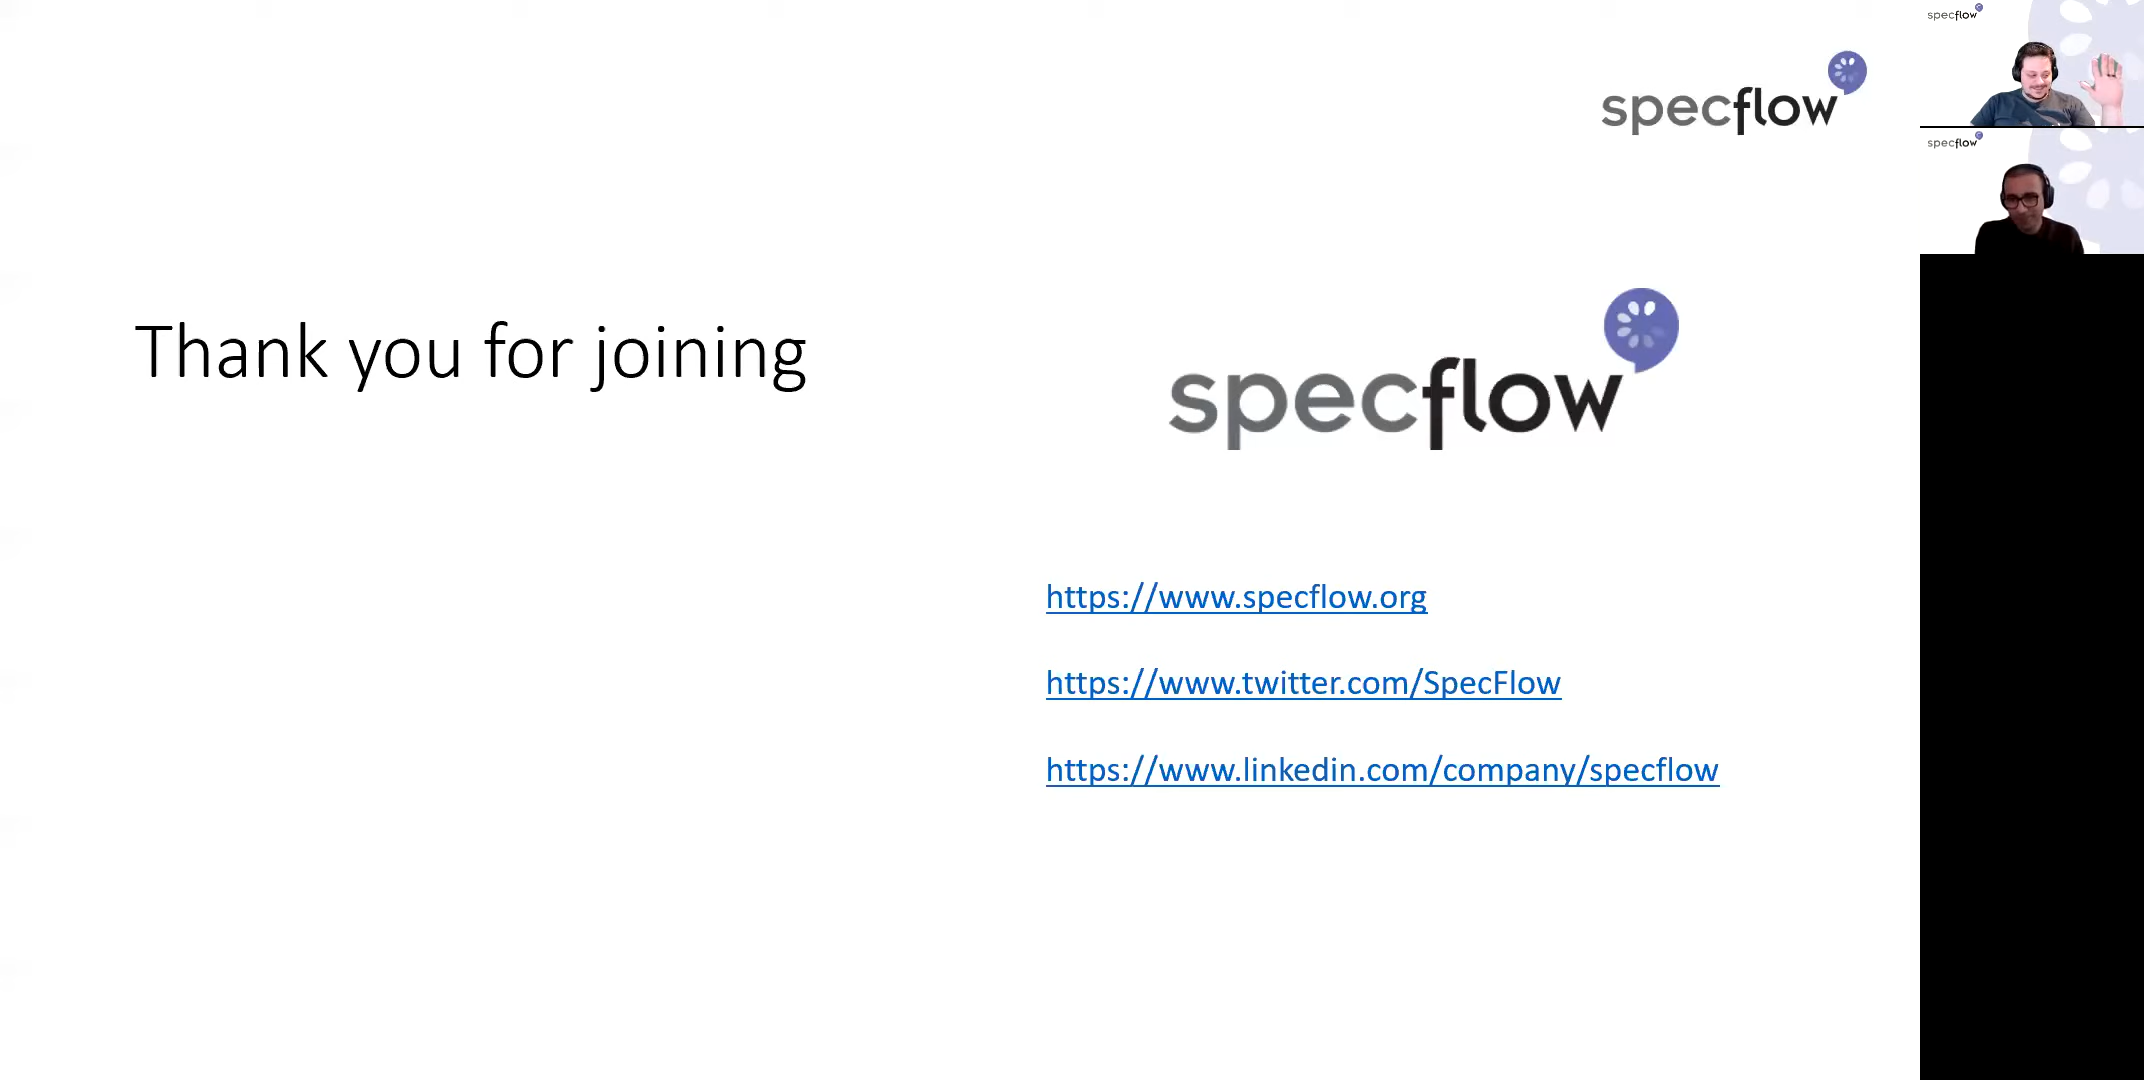 specflow
Thank you for joining
specflow
https://www.specflow.org
https://www.twitter.com/SpecFlow
https://www.linkedin.com/company/specflow
specflow
specflow